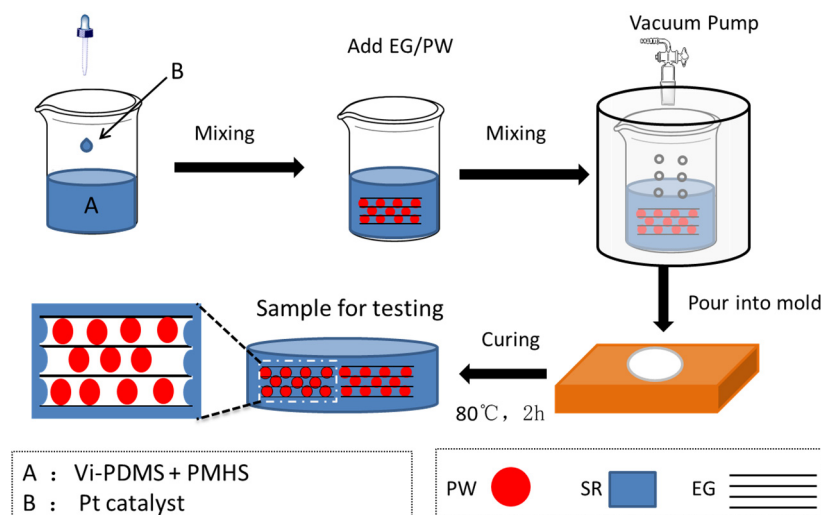 Vacuum Pump
B
Add EG/PW
Mixing
Mixing
A
Pour into mold
Sample for testing
Curing
80℃，2h
A ： Vi-PDMS + PMHS
B ： Pt catalyst
PW
SR
EG